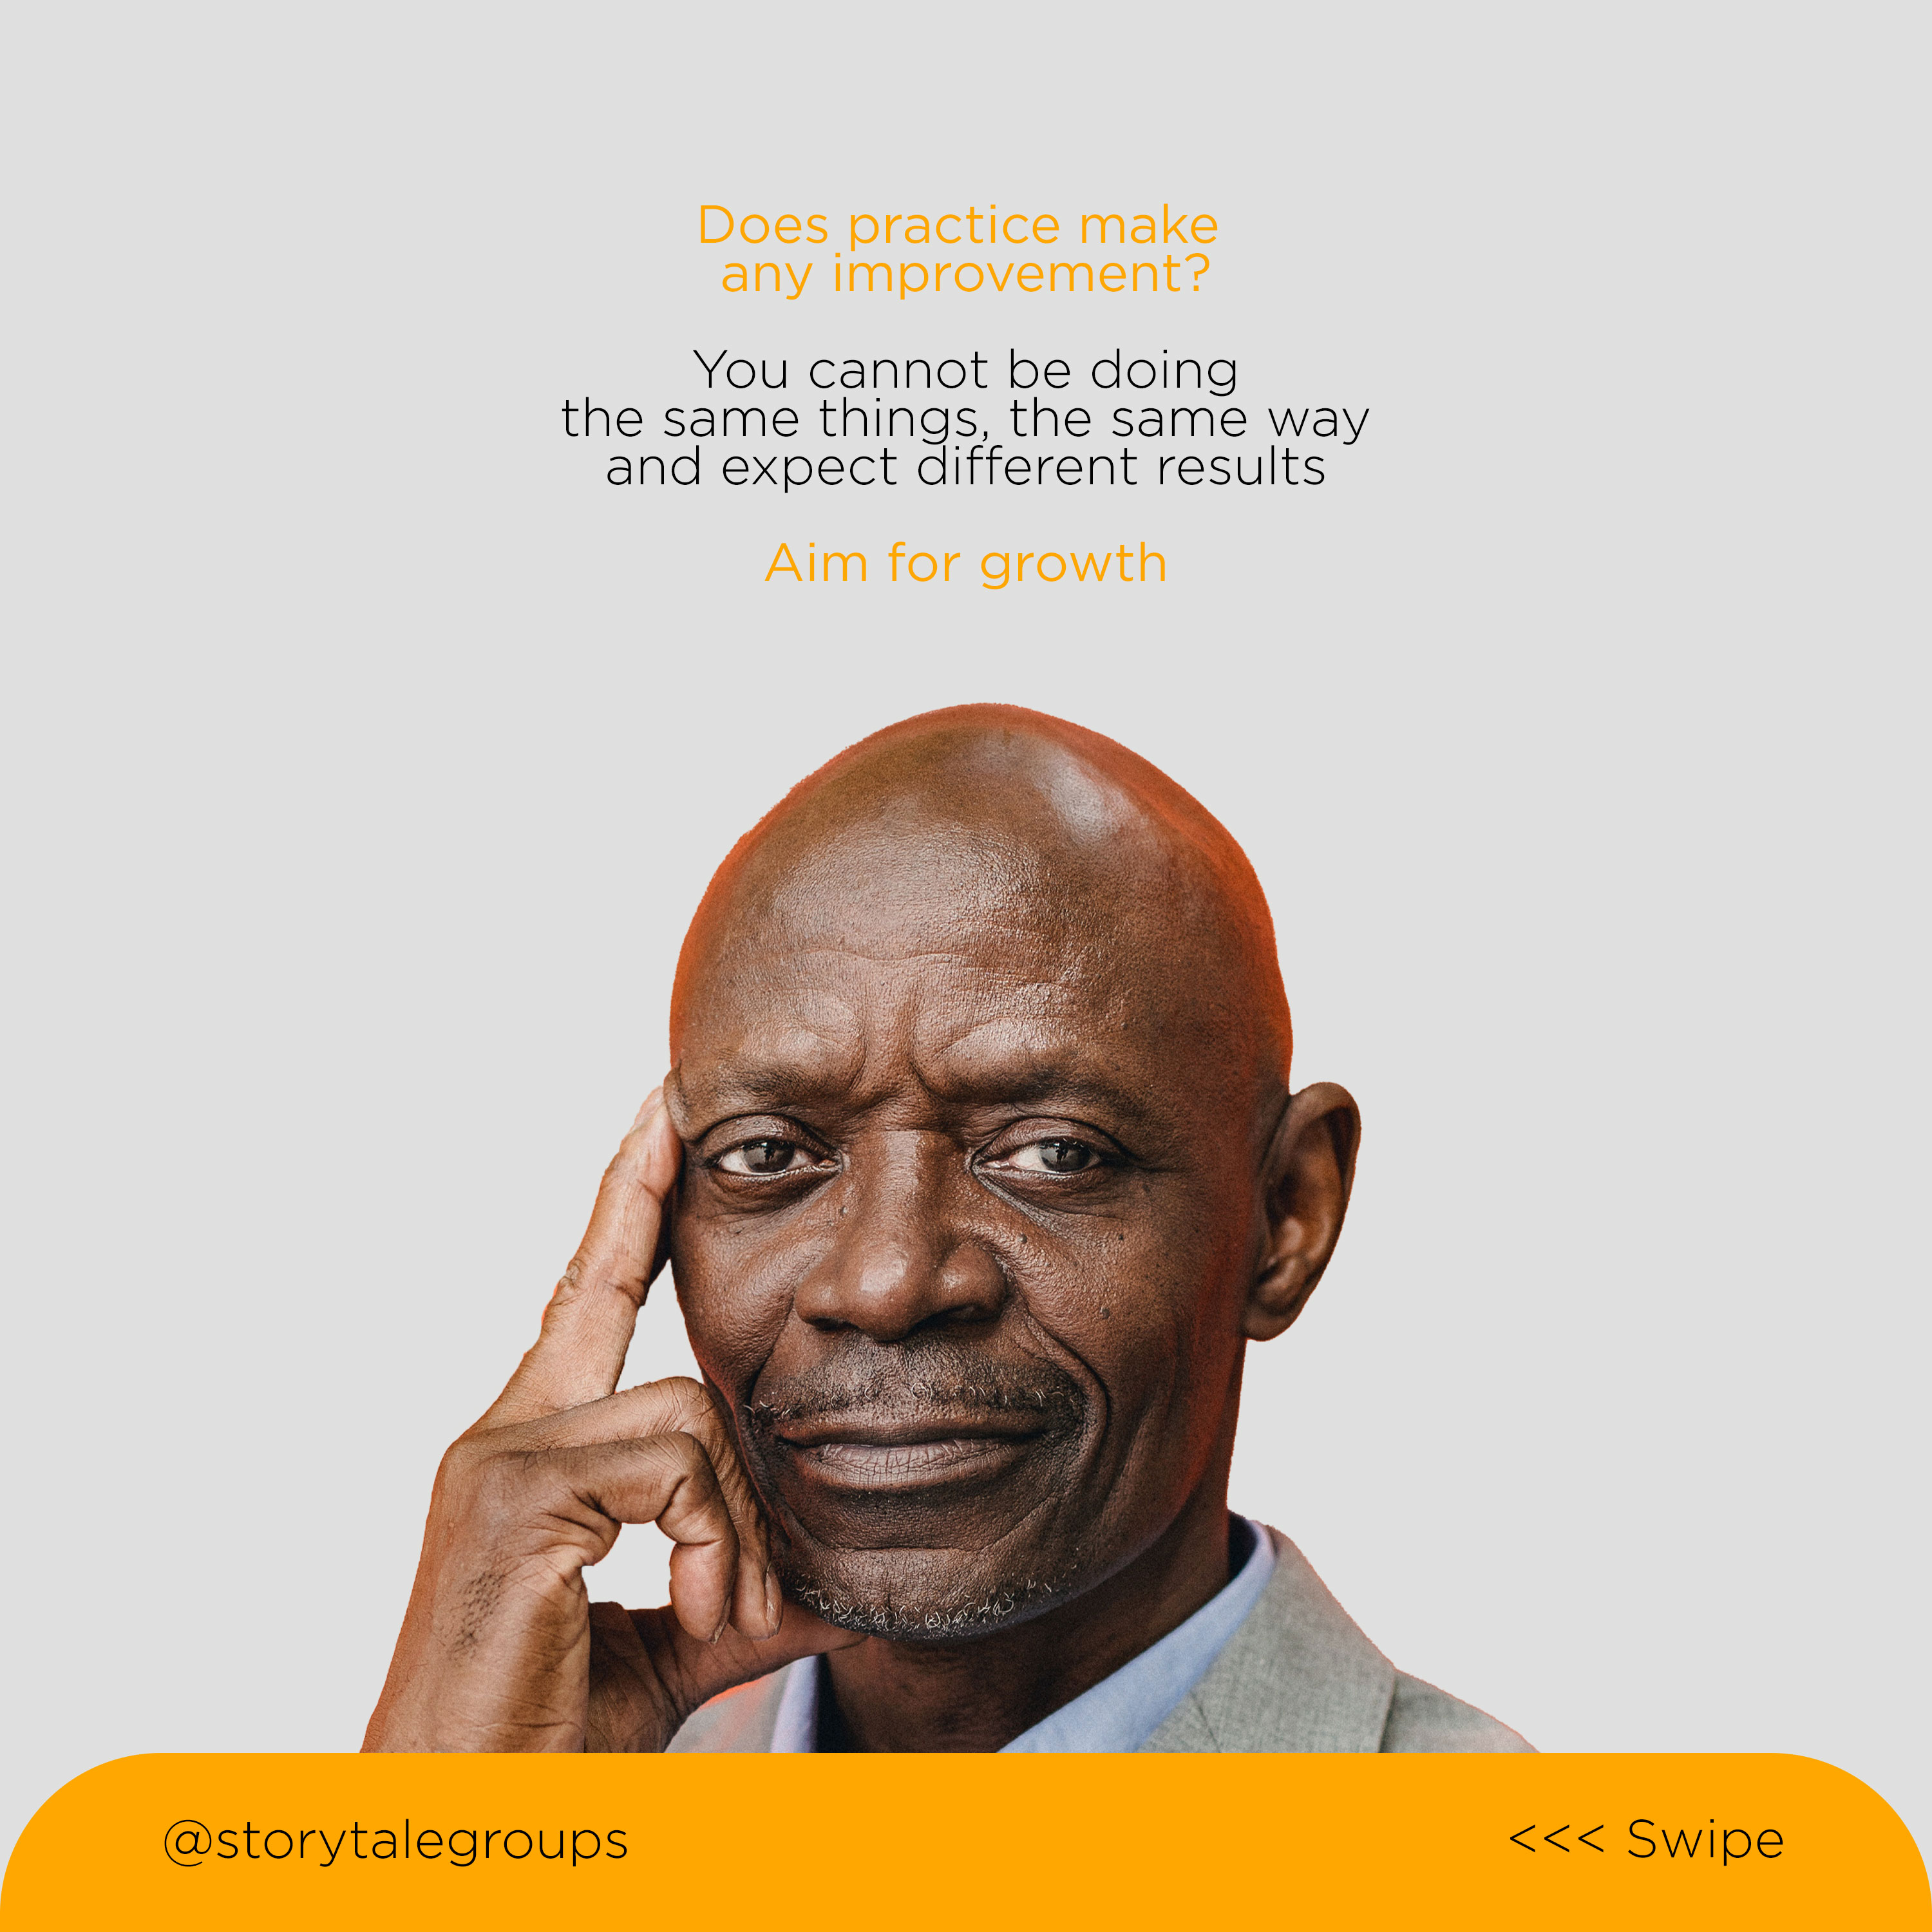 Does practice make
any improvement?
You cannot be doing
the same things, the same way
and expect different results
Aim for growth
@storytalegroups
<<< Swipe